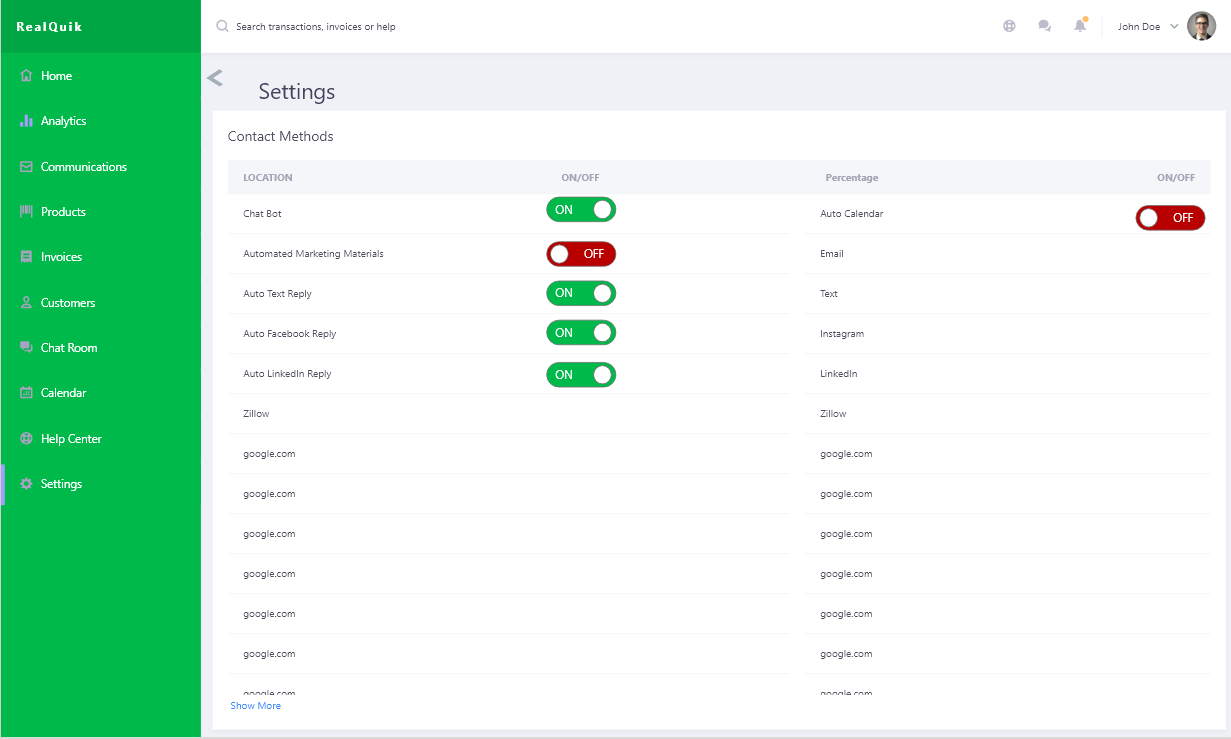 RealQuik
Search transactions, invoices or help
John Doe
Home
Analytics
Communications
Products
Invoices
Customers
Chat Room
Calendar
Help Center
Settings
Settings
Contact Methods
LOCATION ON/OFF Percentage ON/OFF
Chat Bot ON Auto Calendar OFF
Automated Marketing Materials OFF Email
Auto Text Reply ON Text
Auto Facebook Reply ON Instagram
Auto LinkedIn Reply ON LinkedIn
Zillow Zillow
google.com google.com
google.com google.com
google.com google.com
google.com google.com
google.com google.com
google.com google.com
google.com google.com
Show More